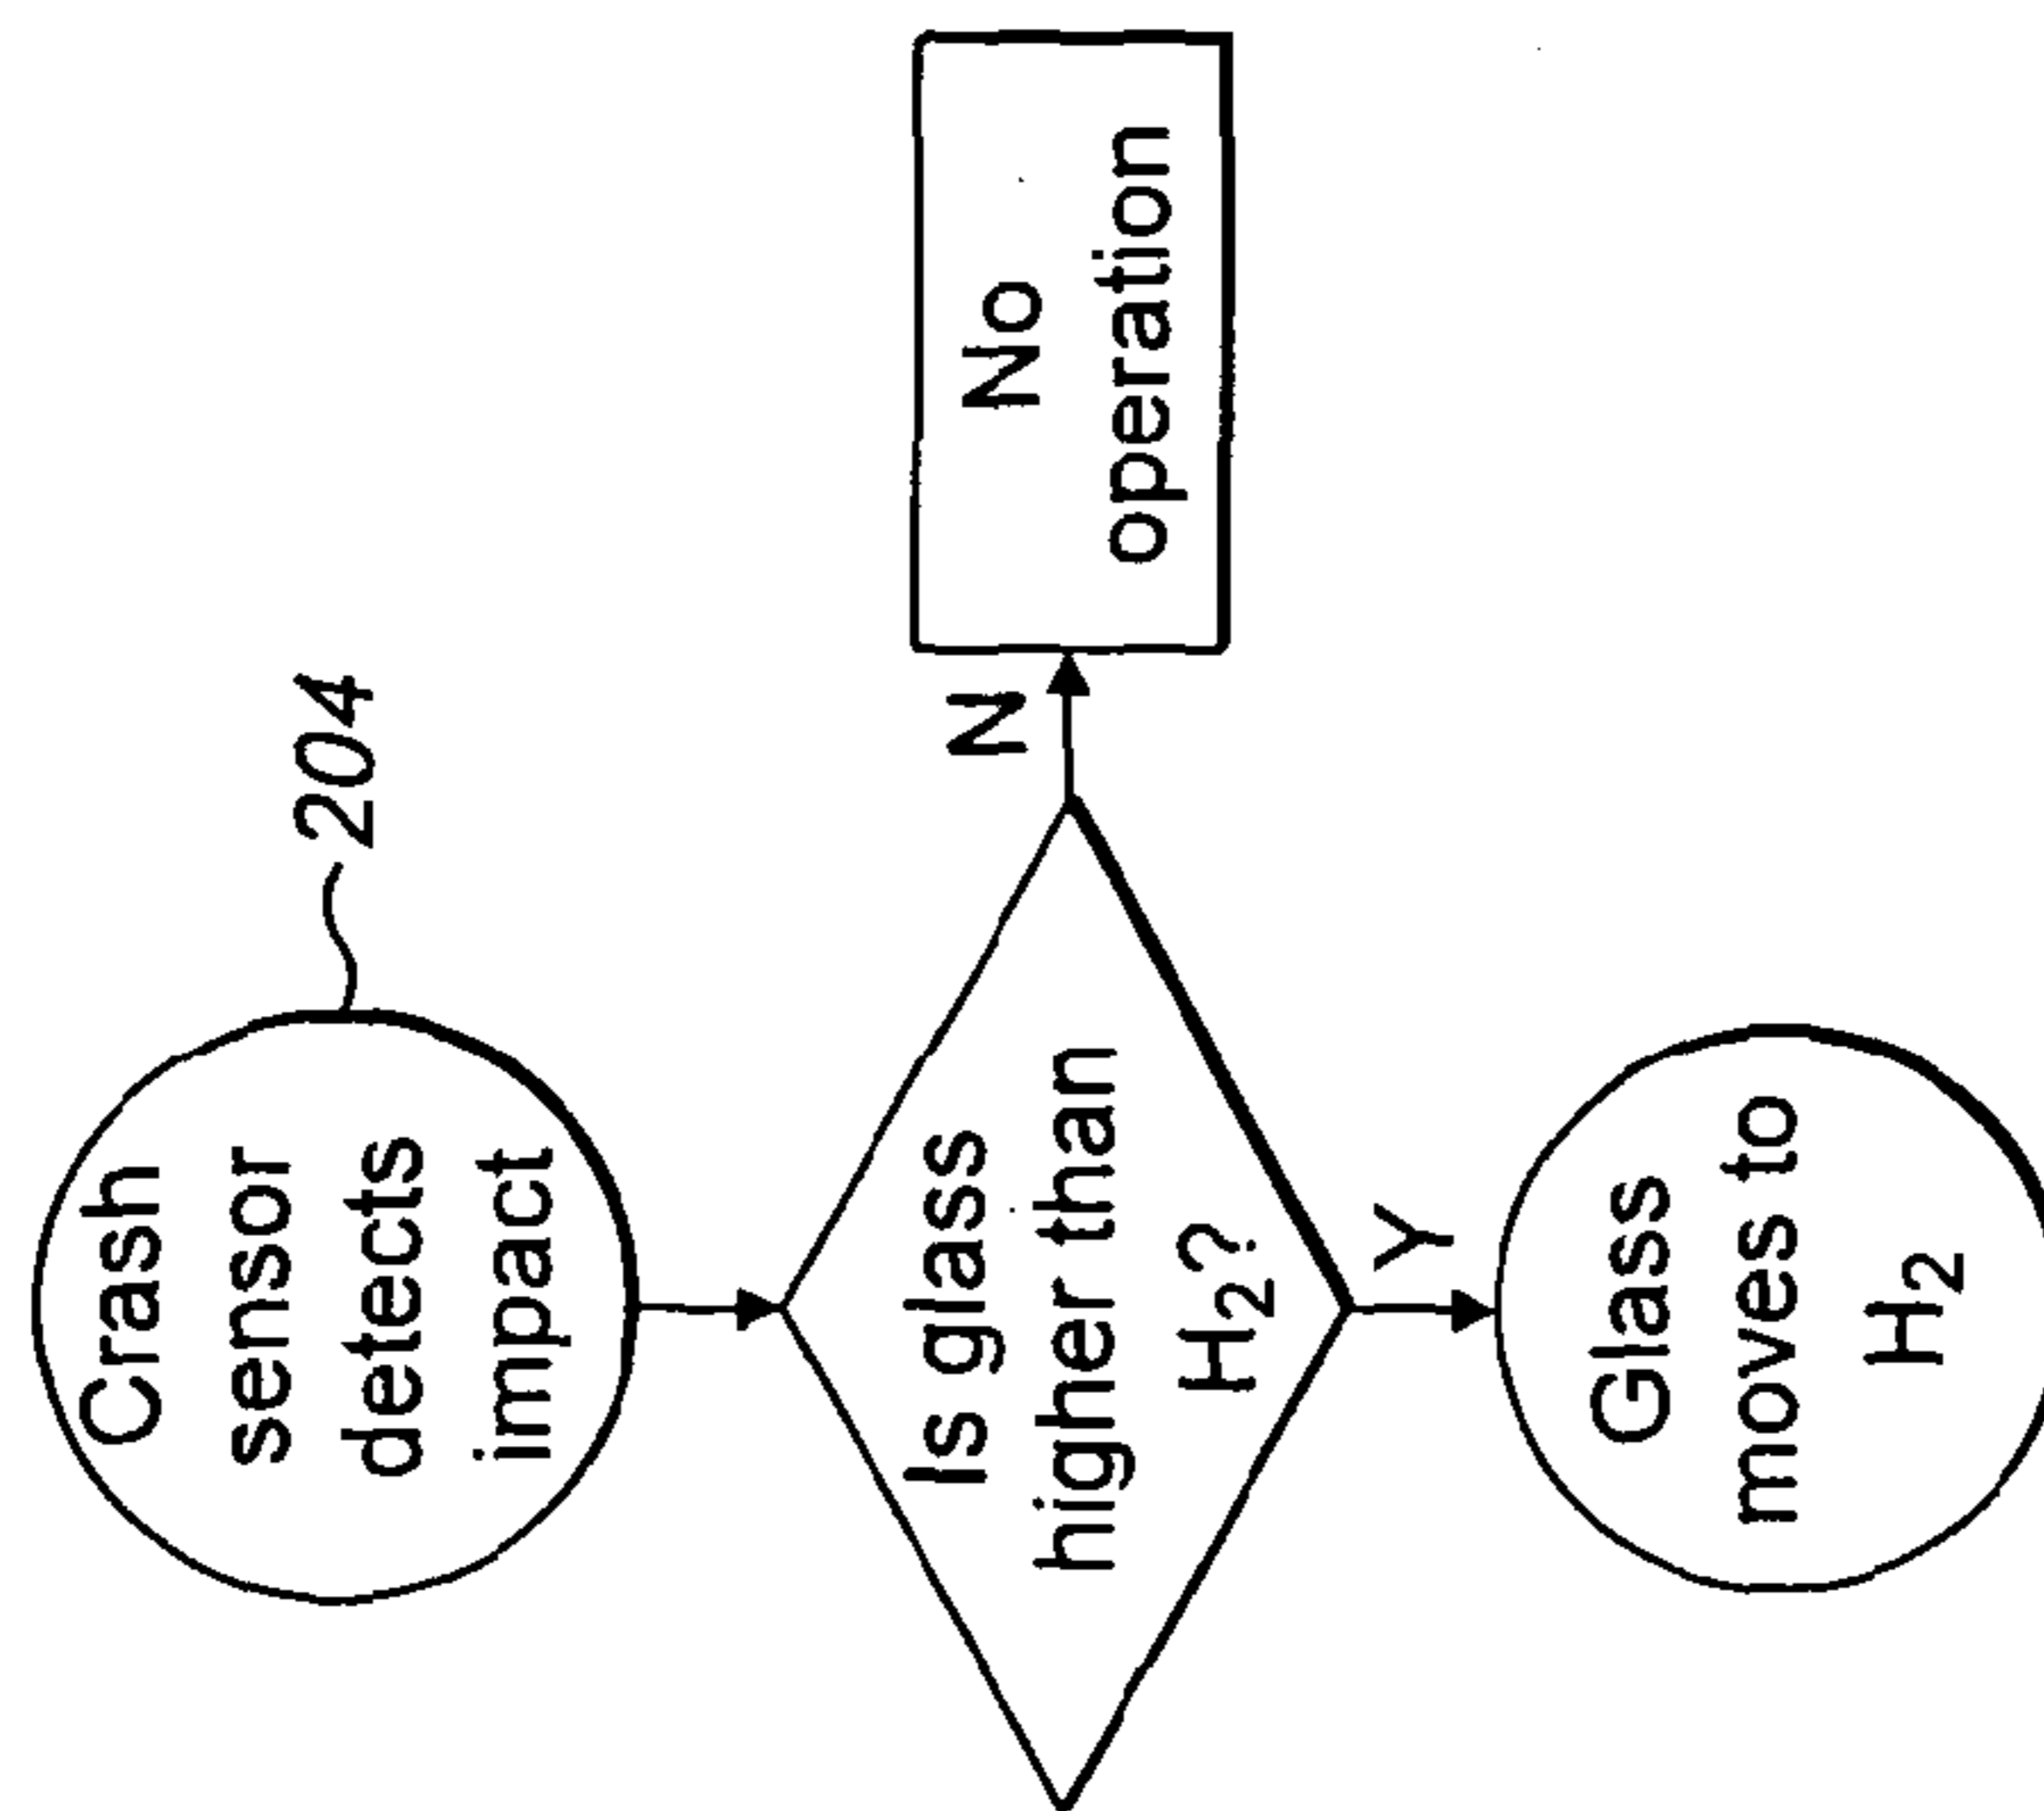 Crash
sensor
detects
impact
204
Is glass
higher than
H₂?
N
No
operation
Y
Glass
moves to
H₂